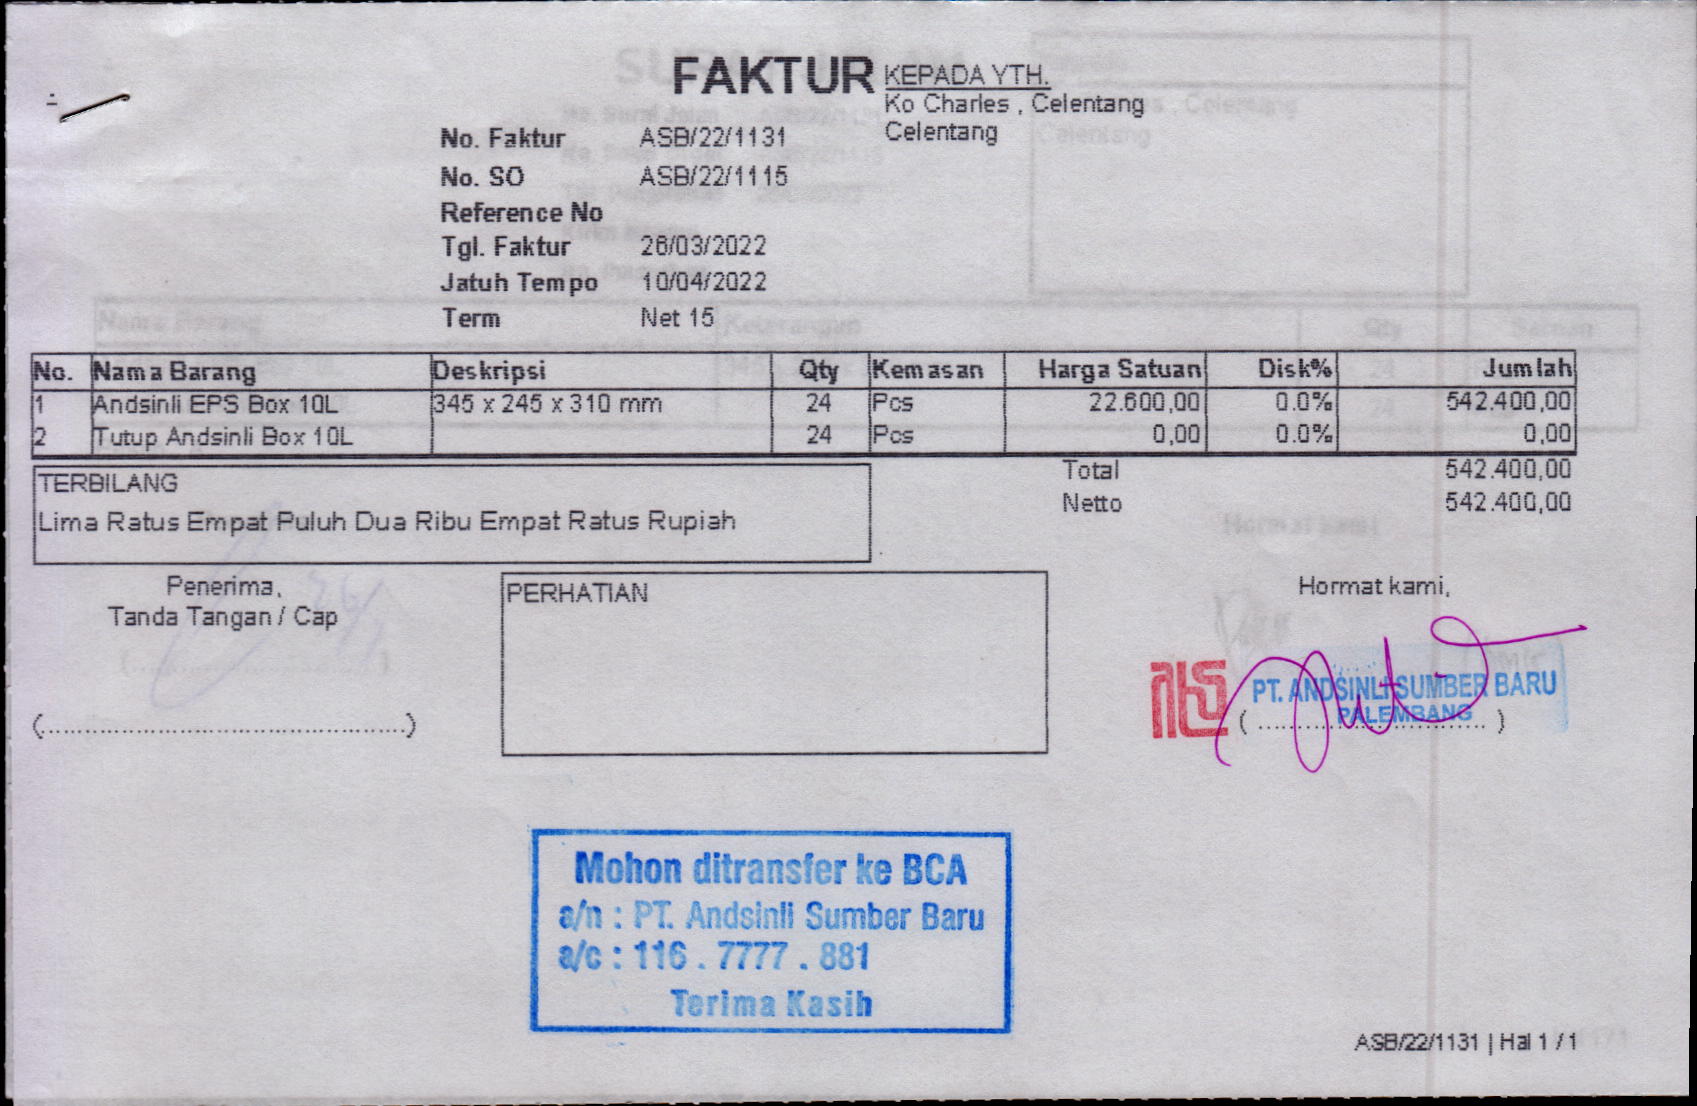 FAKTUR
KEPADA YTH.
Ko Charles , Celentang
Celentang
No. Faktur ASB/22/1131
No. SO ASB/22/1115
Reference No
Tgl. Faktur 26/03/2022
Jatuh Tempo 10/04/2022
Term Net 15
No. Nama Barang Deskripsi Qty Kemasan Harga Satuan Disk% Jumlah
1 Andsinli EPS Box 10L 345 x 245 x 310 mm 24 Pcs 22.600,00 0.0% 542.400,00
2 Tutup Andsinli Box 10L 24 Pcs 0,00 0.0% 0,00
Total 542.400,00
Netto 542.400,00
TERBILANG
Lima Ratus Empat Puluh Dua Ribu Empat Ratus Rupiah
Penerima,
Tanda Tangan / Cap
(..............................................)
PERHATIAN
Hormat kami,
PT. ANDSINLI SUMBER BARU
PALEMBANG
(..............................)
Mohon ditransfer ke BCA
a/n : PT. Andsinli Sumber Baru
a/c : 116 . 7777 . 881
Terima Kasih
ASB/22/1131 | Hal 1 / 1